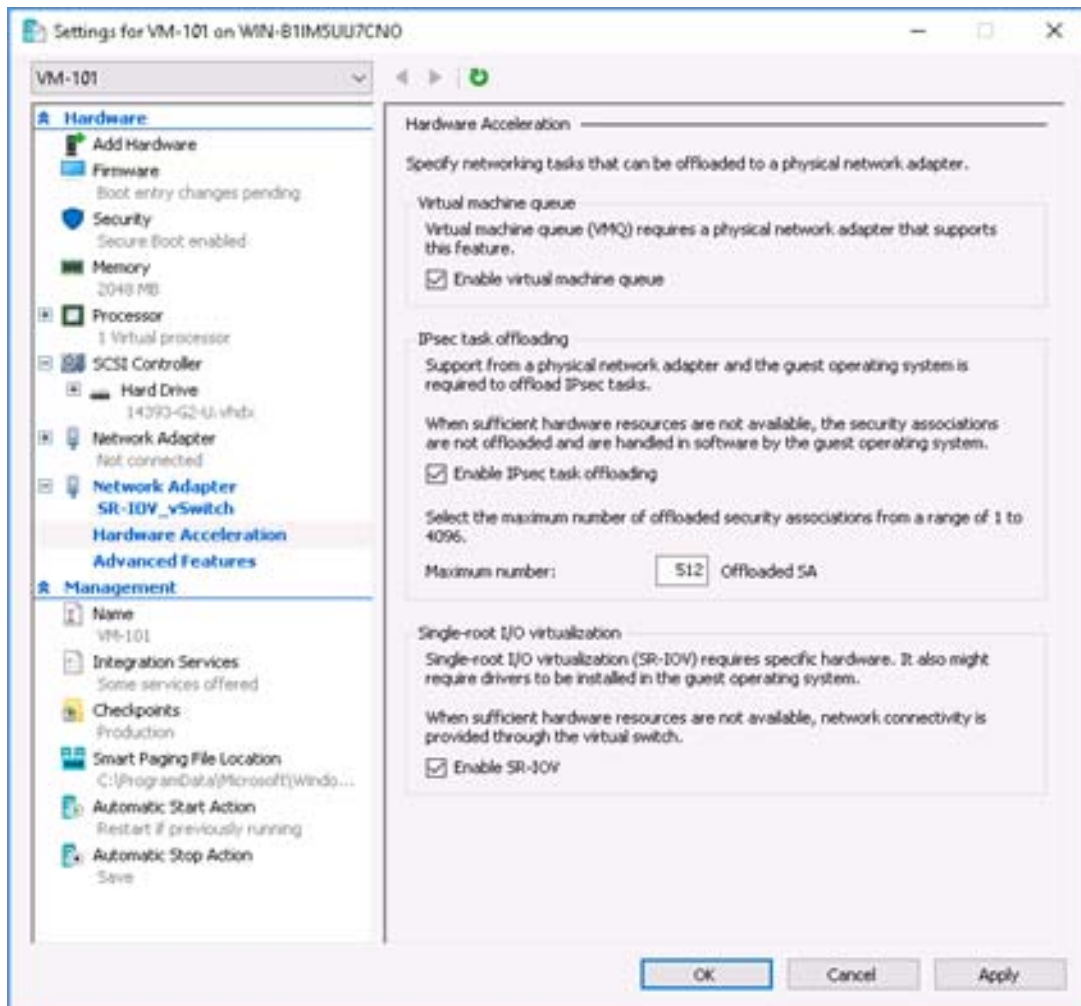 Settings for VM-101 on WIN-B1IM5UU7CNO
VM-101
Hardware
Add Hardware
Firmware
Boot entry changes pending
Security
Secure Boot enabled
Memory
2048 MB
Processor
1 Virtual processor
SCSI Controller
Hard Drive
14393-G2-U.vhdx
Network Adapter
Not connected
Network Adapter
SR-IOV_vSwitch
Hardware Acceleration
Advanced Features
Management
Name
VM-101
Integration Services
Some services offered
Checkpoints
Production
Smart Paging File Location
C:\ProgramData\Microsoft\Windo...
Automatic Start Action
Restart if previously running
Automatic Stop Action
Save
Hardware Acceleration
Specify networking tasks that can be offloaded to a physical network adapter.
Virtual machine queue
Virtual machine queue (VMQ) requires a physical network adapter that supports
this feature.
Enable virtual machine queue
IPsec task offloading
Support from a physical network adapter and the guest operating system is
required to offload IPsec tasks.
When sufficient hardware resources are not available, the security associations
are not offloaded and are handled in software by the guest operating system.
Enable IPsec task offloading
Select the maximum number of offloaded security associations from a range of 1 to
4096.
Maximum number: 512 Offloaded SA
Single-root I/O virtualization
Single-root I/O virtualization (SR-IOV) requires specific hardware. It also might
require drivers to be installed in the guest operating system.
When sufficient hardware resources are not available, network connectivity is
provided through the virtual switch.
Enable SR-IOV
OK Cancel Apply